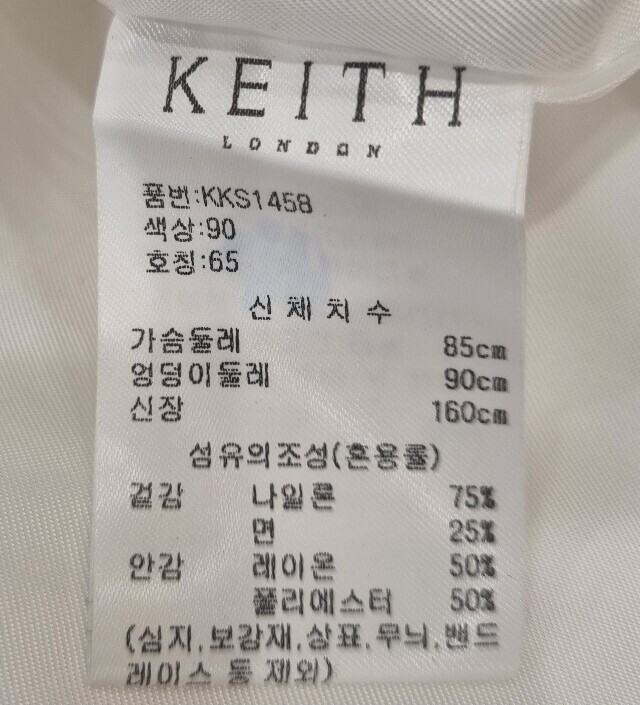 KEITH
LONDON
품번:KKS1458
색상:90
호칭:65
신체치수
가슴둘레 85cm
엉덩이둘레 90cm
신장 160cm
섬유의조성(혼용률)
겉감 나일론 75%
면 25%
안감 레이온 50%
폴리에스터 50%
(심지,보강재,상표,무늬,밴드
레이스 등 제외)